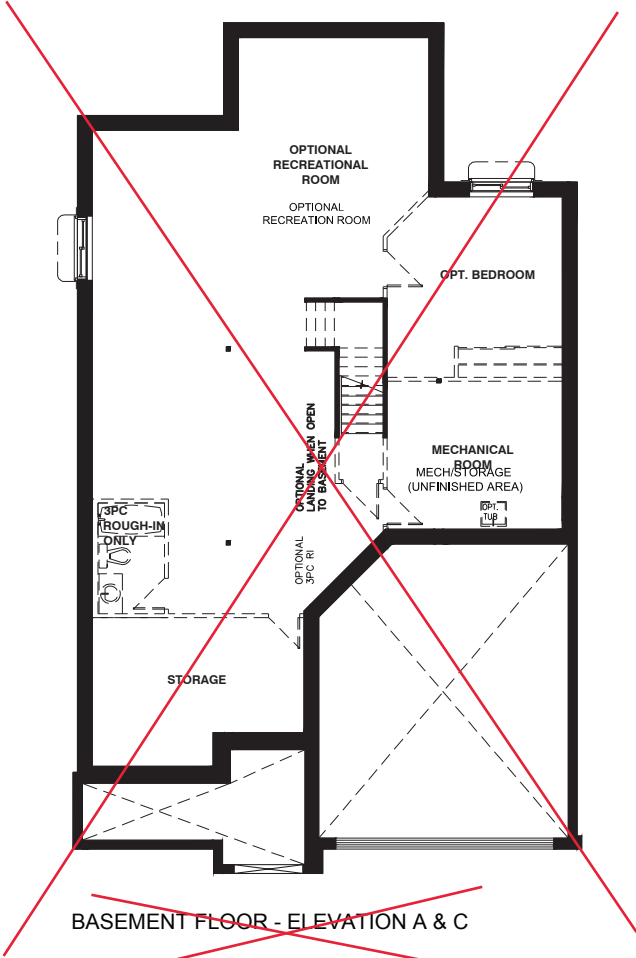 OPTIONAL
RECREATIONAL
ROOM
OPTIONAL
RECREATION ROOM
OPT. BEDROOM
OPTIONAL
LANDING WHEN OPEN
TO BASEMENT
MECHANICAL
ROOM
MECH/STORAGE
(UNFINISHED AREA)
OPT.
TUB
3PC
ROUGH-IN
ONLY
OPTIONAL
3PC RI
STORAGE
BASEMENT FLOOR - ELEVATION A & C